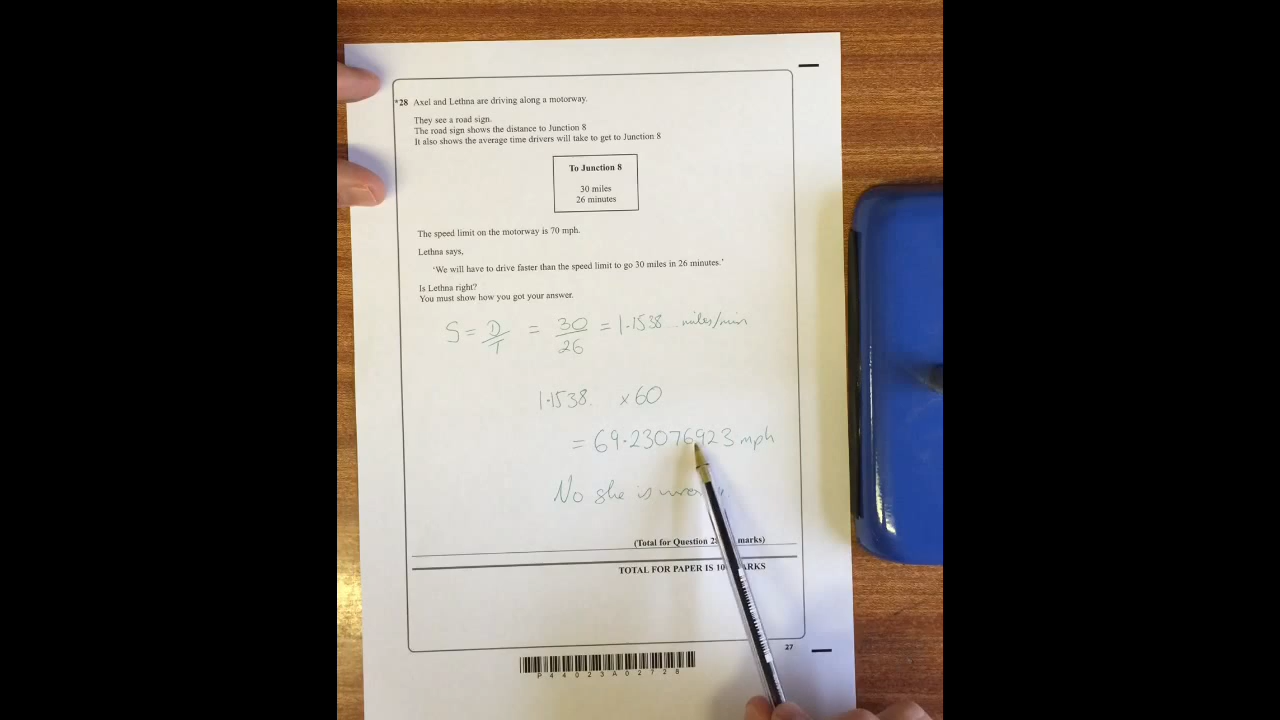 *28 Axel and Lethna are driving along a motorway.
They see a road sign.
The road sign shows the distance to Junction 8
It also shows the average time drivers will take to get to Junction 8
To Junction 8
30 miles
26 minutes
The speed limit on the motorway is 70 mph.
Lethna says,
'We will have to drive faster than the speed limit to go 30 miles in 26 minutes.'
Is Lethna right?
You must show how you got your answer.
S = D/T = 30/26 = 1.1538... miles/min
1.1538.. ×60
= 69.23076923 mph
No she is
(Total for Question marks)
TOTAL FOR PAPER IS
27
P44023A02728